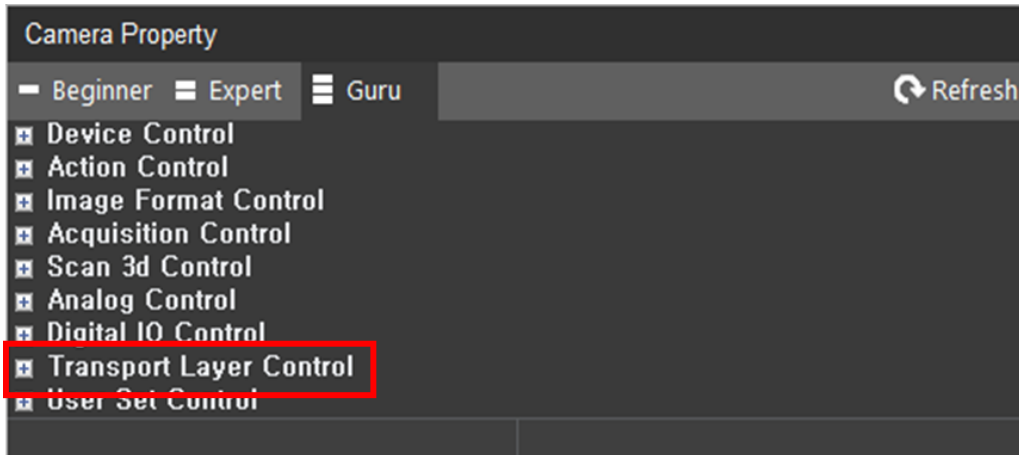 Camera Property
Beginner Expert Guru Refresh
Device Control
Action Control
Image Format Control
Acquisition Control
Scan 3d Control
Analog Control
Digital IO Control
Transport Layer Control
User Set Control